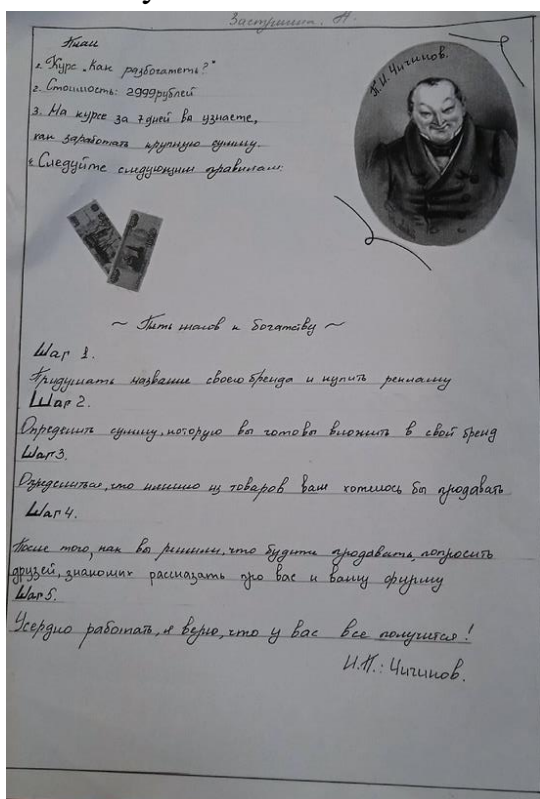 Застришина. А.
План
1. Курс „Как разбогатеть?"
2. Стоимость: 2999рублей
3. На курсе за 7 дней вы узнаете,
как заработать крупную сумму.
4. Следуйте следующим правилам:
П.И.Чичиков.
~ Пять шагов к богатству ~
Шаг 1.
Придумать название своего бренда и купить рекламу
Шаг 2.
Определить сумму, которую вы готовы вложить в свой бренд
Шаг3.
Определиться, что именно из товаров вам хотелось бы продавать
Шаг 4.
После того, как вы решили, что будите продавать, попросить
друзей, знакомых рассказать про вас и вашу фирму
Шаг 5.
Усердно работать, я верю, что у вас все получится!
И.П.: Чичиков.